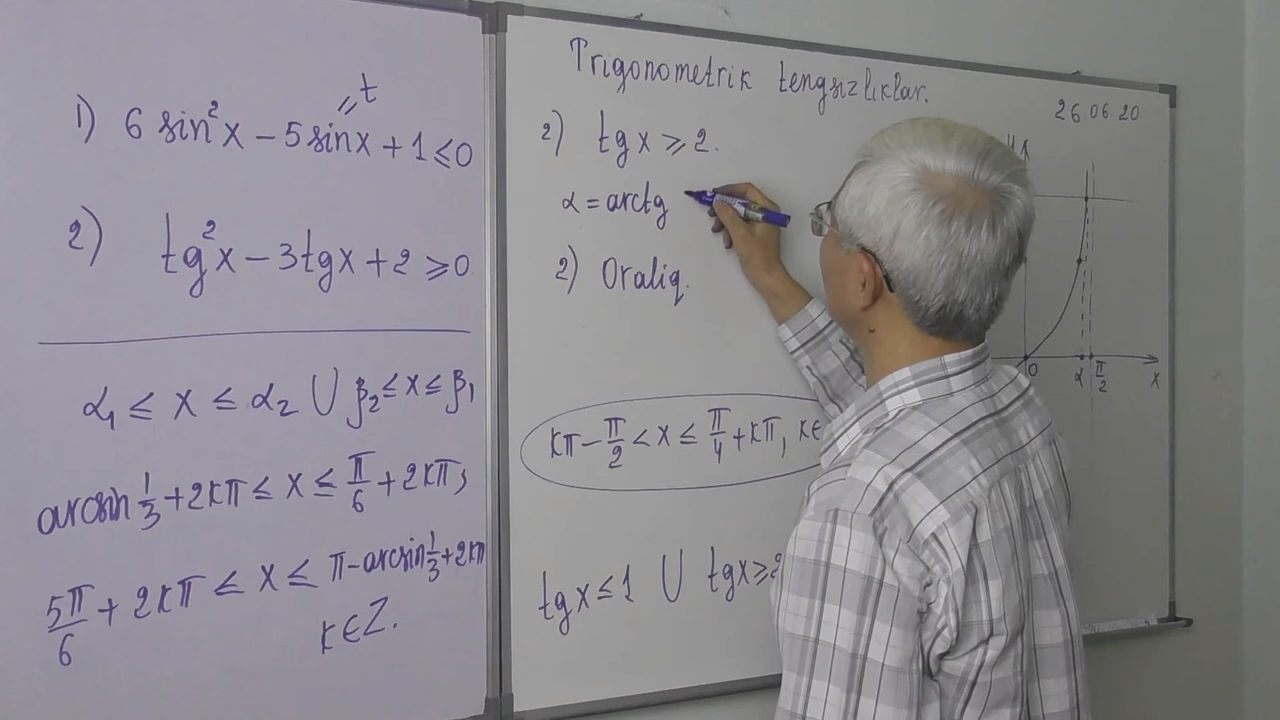 1) 6 sin²x − 5 sinx + 1 ≤ 0
= t
2) tg²x − 3tgx + 2 ≥ 0
α₁ ≤ x ≤ α₂ ∪ β₂ ≤ x ≤ β₁
arcsin 1/3 + 2kπ ≤ x ≤ π/6 + 2kπ;
5π/6 + 2kπ ≤ x ≤ π − arcsin 1/3 + 2kπ
k ∈ Z.
Trigonometrik tengsizliklar.
26.06.20
2) tgx ≥ 2.
α = arctg
2) Oraliq.
kπ − π/2 < x ≤ π/4 + kπ, k ∈
tgx ≤ 1 ∪ tgx ≥ 2
y
0 α π/2 x